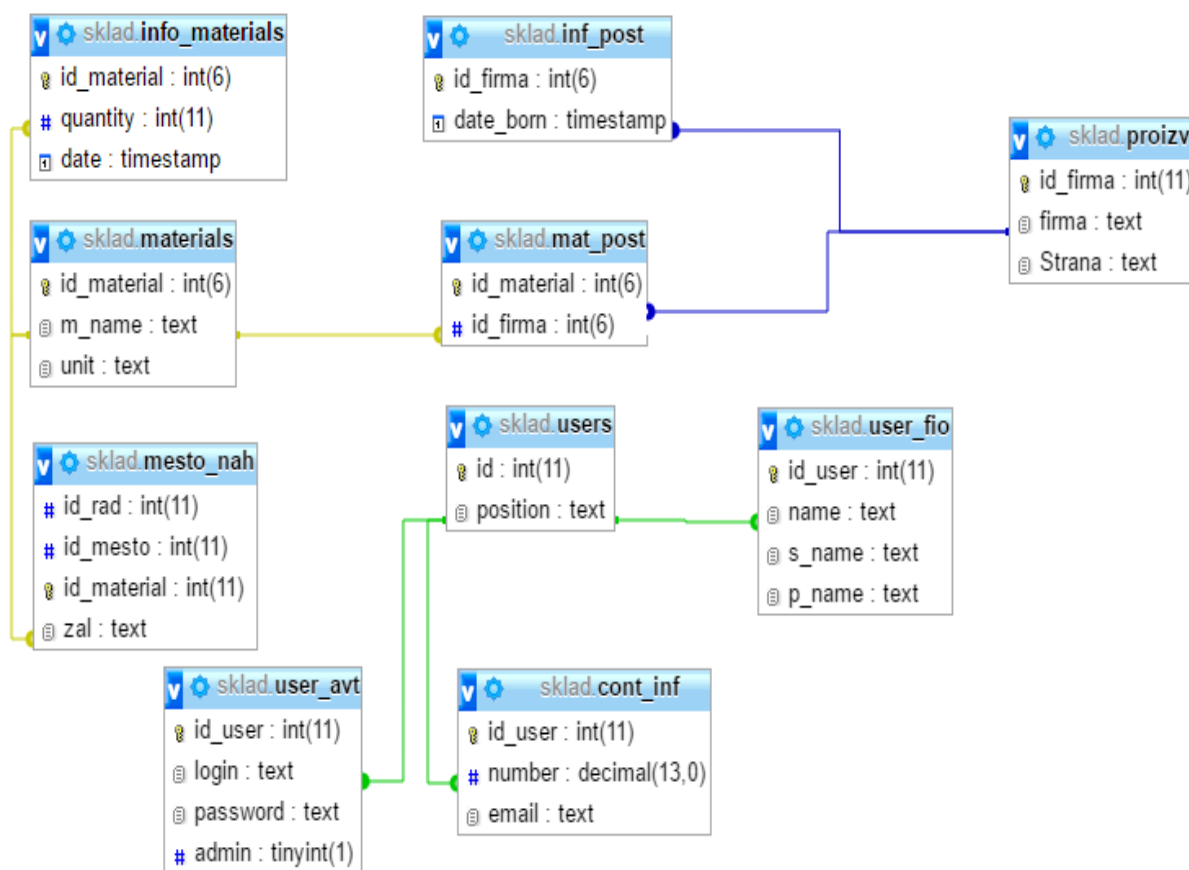 sklad.info_materials
id_material : int(6)
# quantity : int(11)
date : timestamp
sklad.inf_post
id_firma : int(6)
date_born : timestamp
sklad.proizv
id_firma : int(11)
firma : text
Strana : text
sklad.materials
id_material : int(6)
m_name : text
unit : text
sklad.mat_post
id_material : int(6)
# id_firma : int(6)
sklad.mesto_nah
# id_rad : int(11)
# id_mesto : int(11)
id_material : int(11)
zal : text
sklad.users
id : int(11)
position : text
sklad.user_fio
id_user : int(11)
name : text
s_name : text
p_name : text
sklad.user_avt
id_user : int(11)
login : text
password : text
# admin : tinyint(1)
sklad.cont_inf
id_user : int(11)
# number : decimal(13,0)
email : text